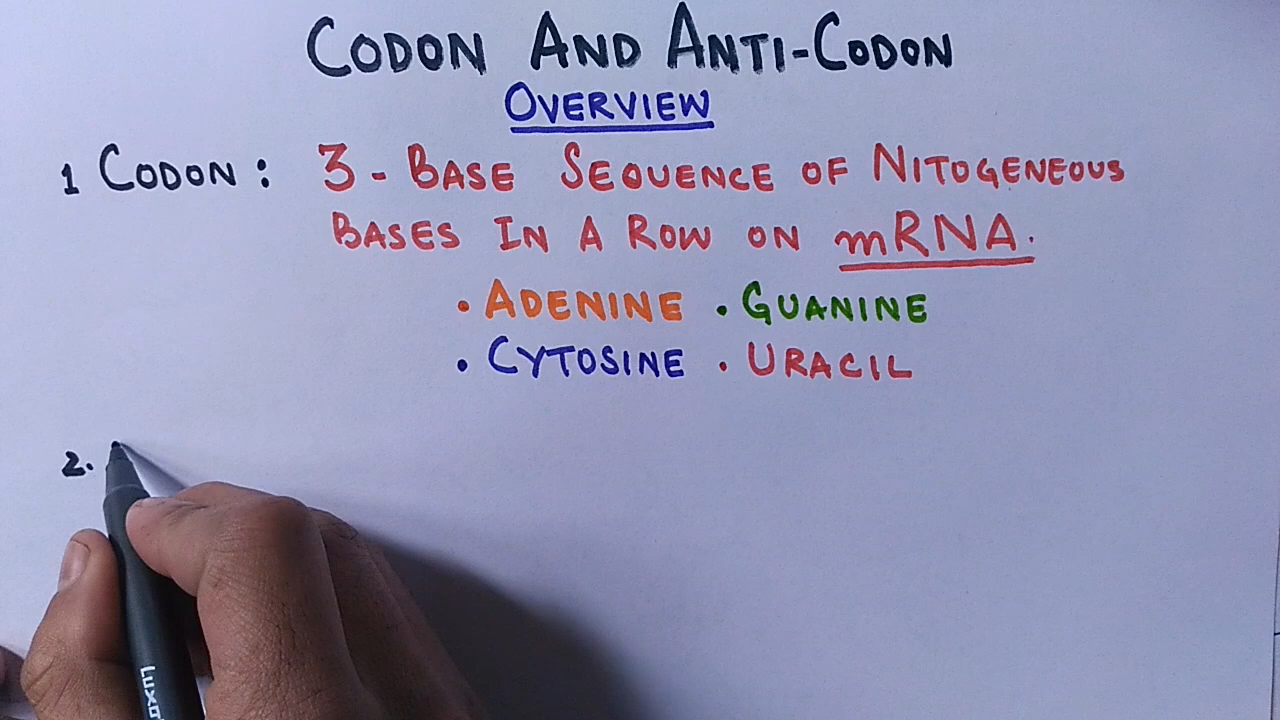 CODON AND ANTI-CODON
OVERVIEW
1 CODON: 3-BASE SEQUENCE OF NITOGENEOUS
BASES IN A ROW ON mRNA.
• ADENINE • GUANINE
• CYTOSINE • URACIL
2.